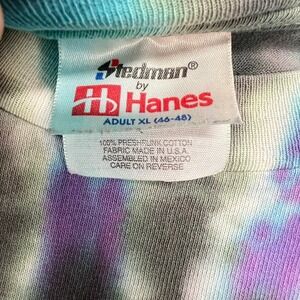 Stedman®
by
Hanes
ADULT XL (46-48)
100% PRESHRUNK COTTON
FABRIC MADE IN U.S.A.
ASSEMBLED IN MEXICO
CARE ON REVERSE